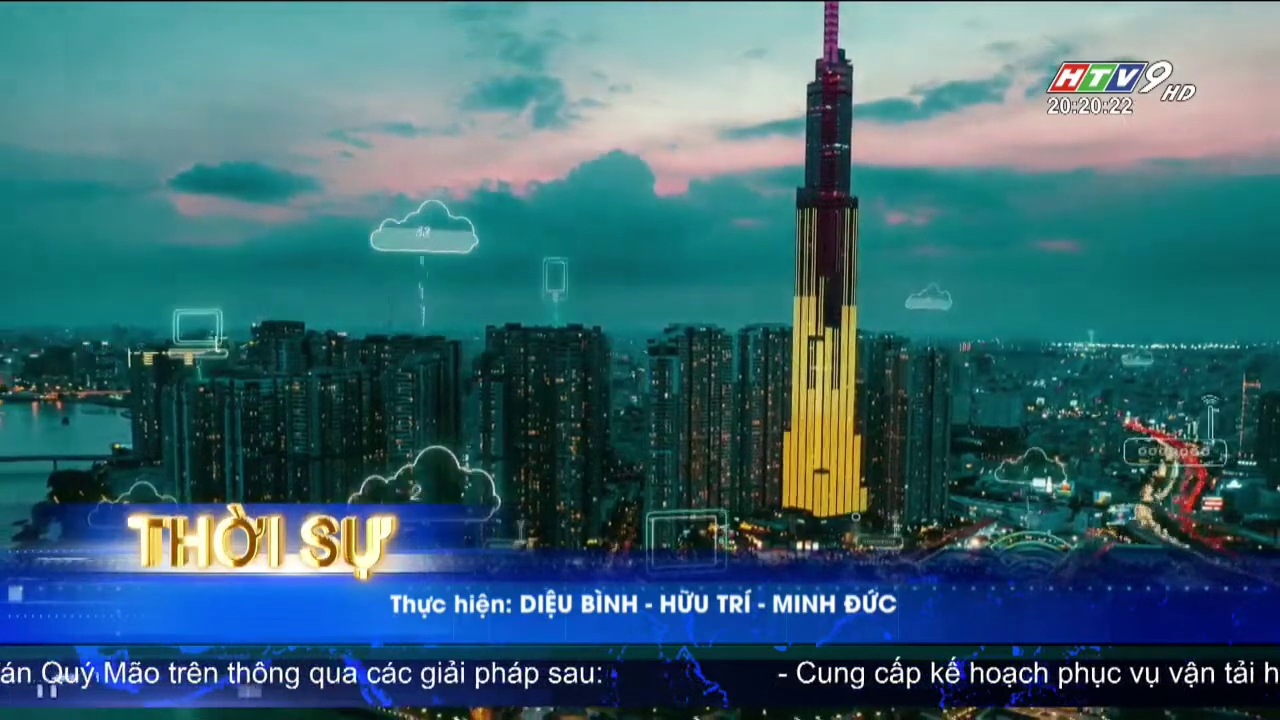 HTV9 HD
20:20:22
THỜI SỰ
Thực hiện: DIỆU BÌNH - HỮU TRÍ - MINH ĐỨC
Quý Mão trên thông qua các giải pháp sau: - Cung cấp kế hoạch phục vụ vận tải